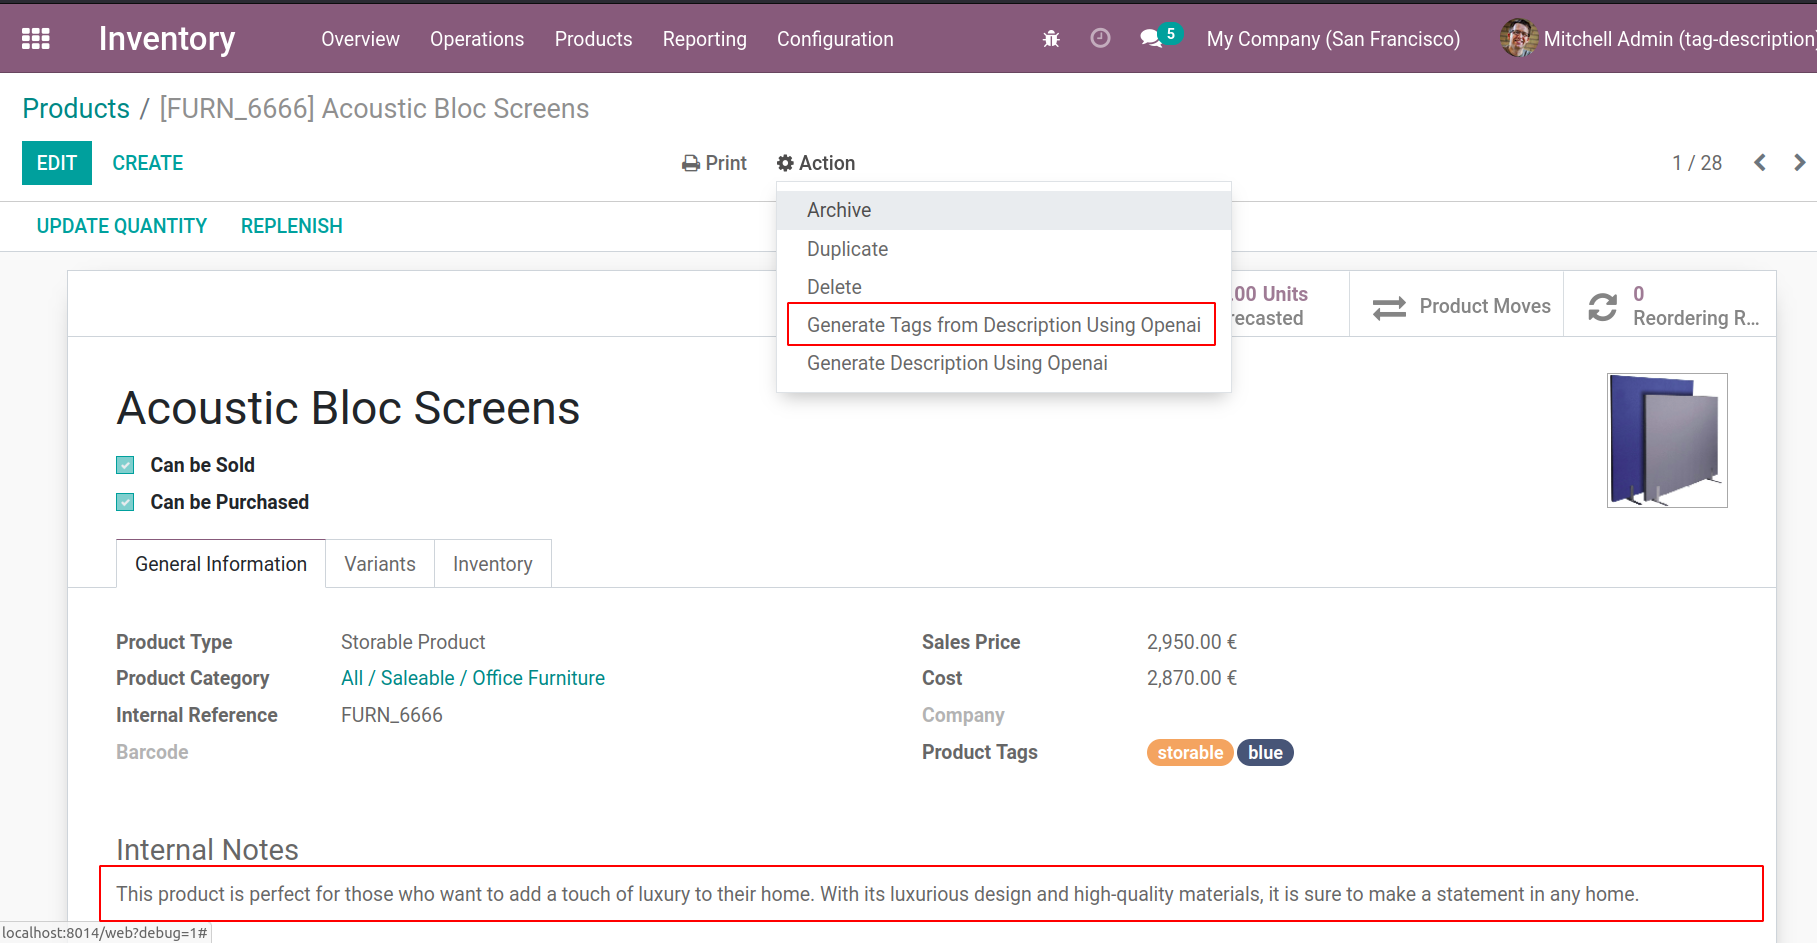 Inventory Overview Operations Products Reporting Configuration 5 My Company (San Francisco) Mitchell Admin (tag-description)
Products / [FURN_6666] Acoustic Bloc Screens
EDIT CREATE Print Action 1 / 28
UPDATE QUANTITY REPLENISH
Archive
Duplicate
Delete
Generate Tags from Description Using Openai
Generate Description Using Openai
.00 Units
recasted
Product Moves
0
Reordering R...
Acoustic Bloc Screens
Can be Sold
Can be Purchased
General Information Variants Inventory
Product Type Storable Product Sales Price 2,950.00 €
Product Category All / Saleable / Office Furniture Cost 2,870.00 €
Internal Reference FURN_6666 Company
Barcode Product Tags storable blue
Internal Notes
This product is perfect for those who want to add a touch of luxury to their home. With its luxurious design and high-quality materials, it is sure to make a statement in any home.
localhost:8014/web?debug=1#